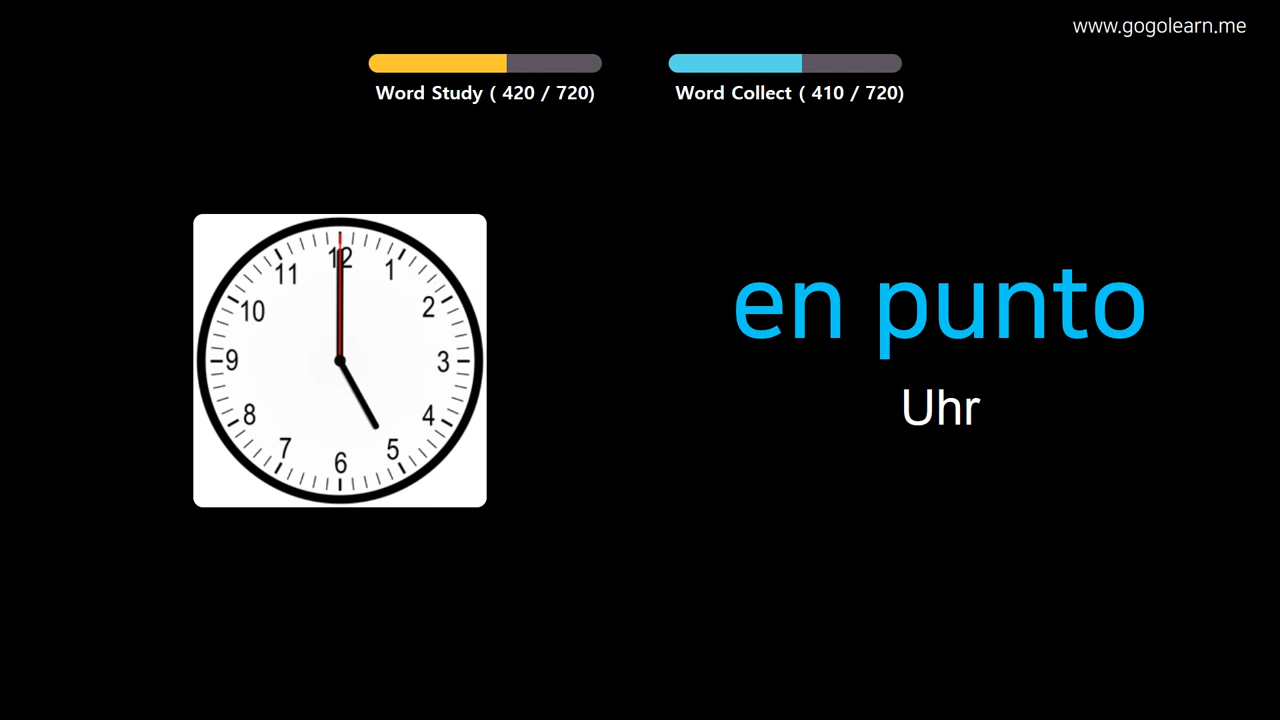 www.gogolearn.me
Word Study ( 420 / 720)
Word Collect ( 410 / 720)
12
11
1
10
2
9
3
8
4
7
5
6
en punto
Uhr